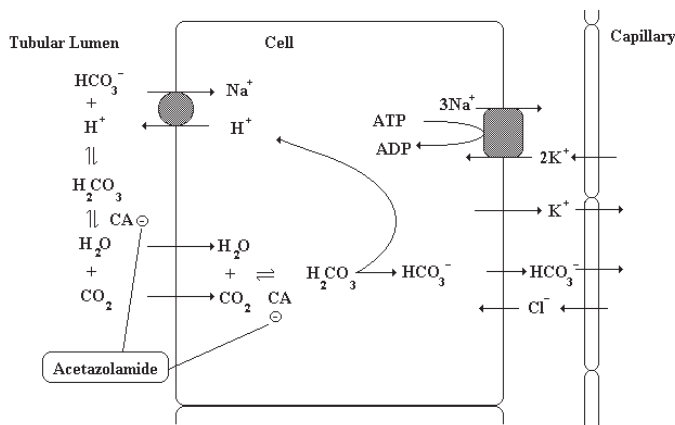 Tubular Lumen
Cell
Capillary
HCO₃⁻
+
H⁺
⇌
H₂CO₃
⇌
CA ⊖
H₂O
+
CO₂
Na⁺
H⁺
H₂O
+ ⇌
CO₂ CA
⊖
H₂CO₃
HCO₃⁻
ATP
ADP
3Na⁺
2K⁺
K⁺
HCO₃⁻
Cl⁻
Acetazolamide